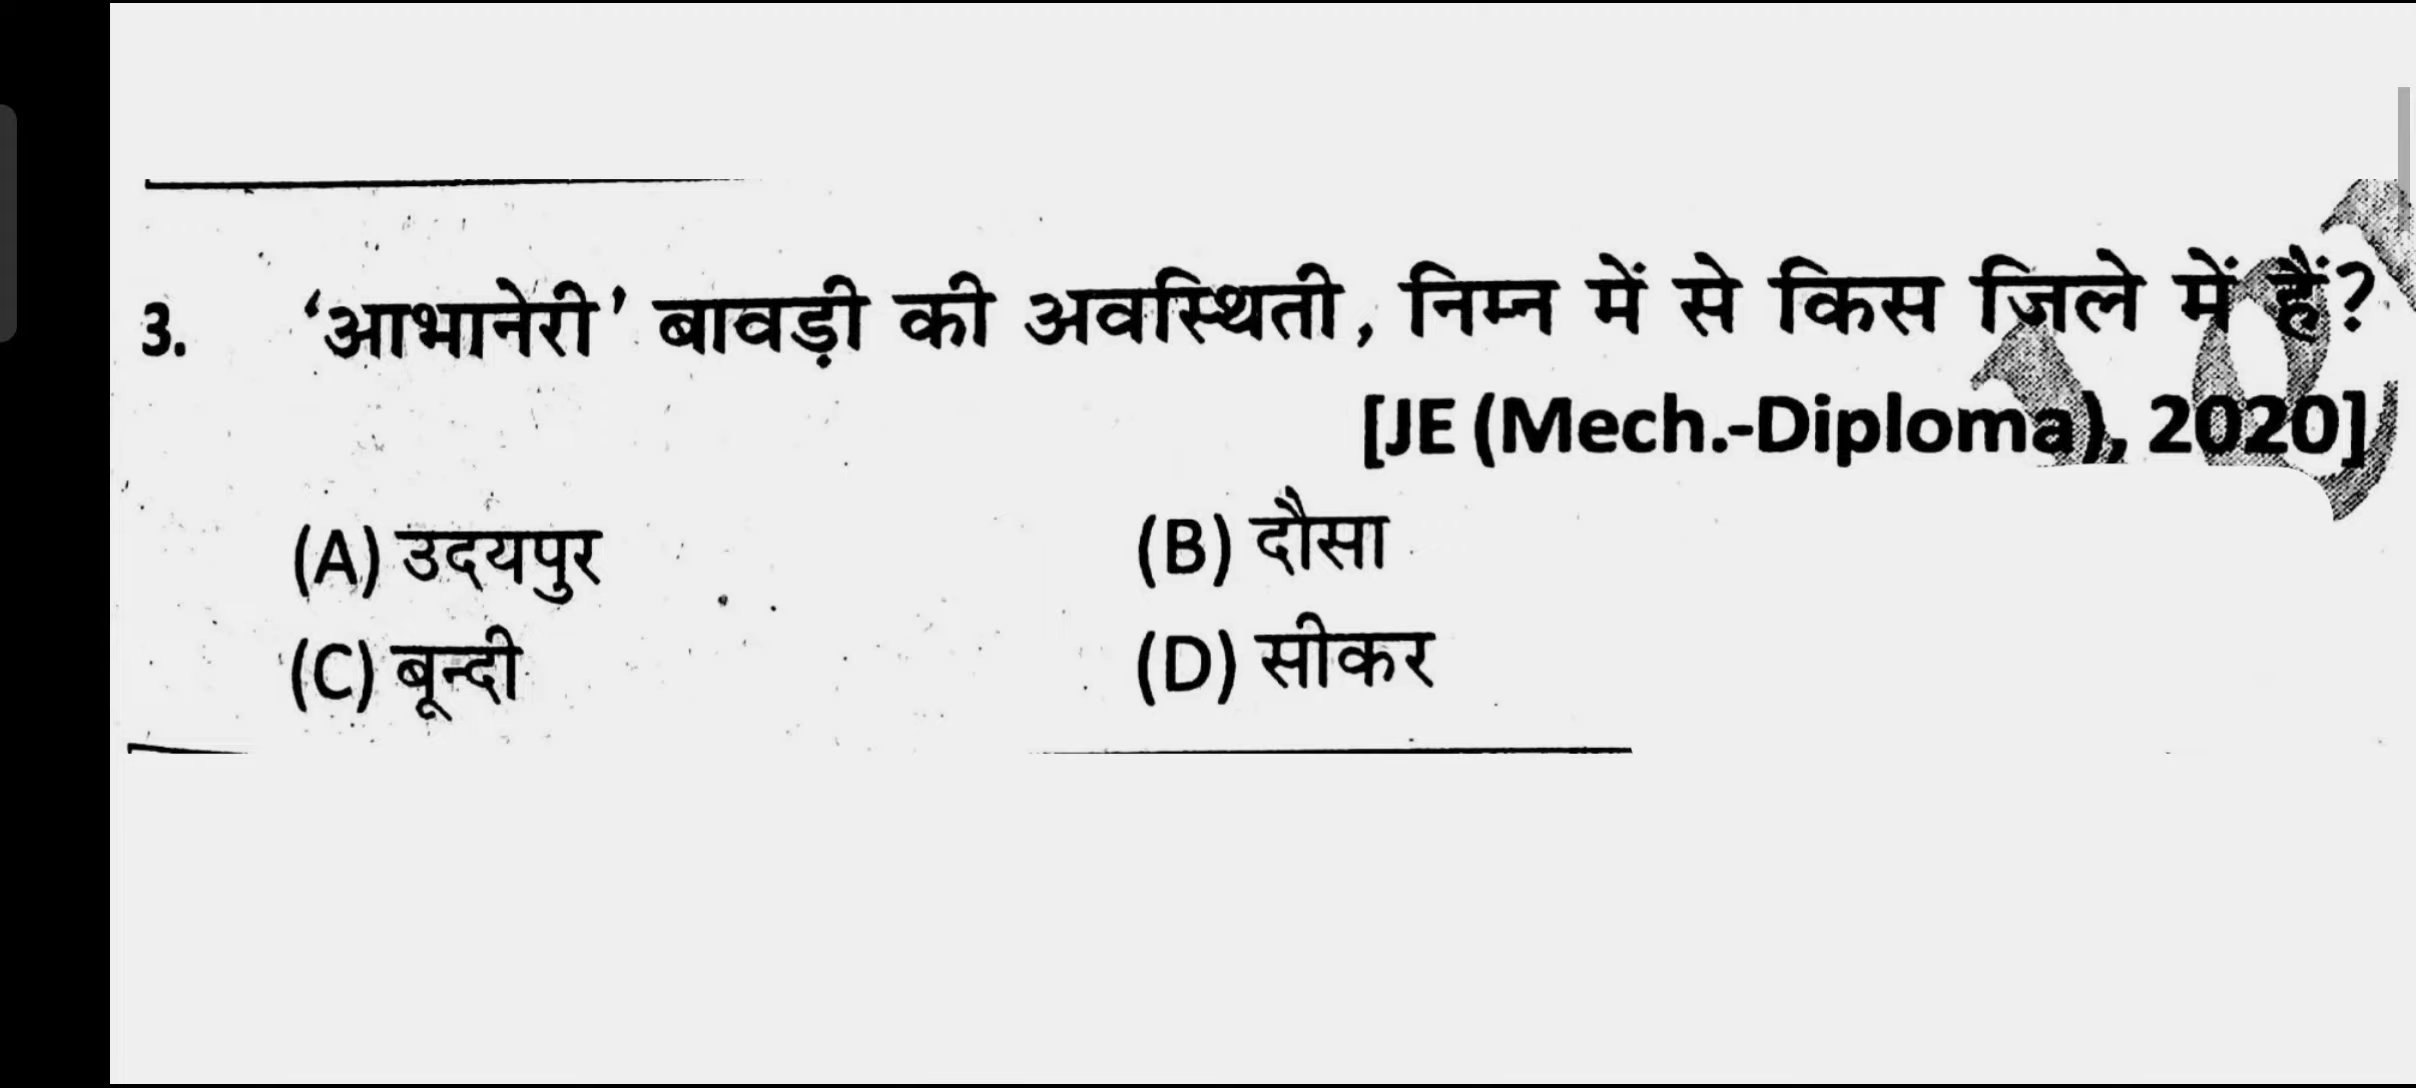 3. 'आभानेरी' बावड़ी की अवस्थिती, निम्न में से किस जिले में हैं?
[JE (Mech.-Diploma), 2020]
(A) उदयपुर (B) दौसा
(C) बून्दी (D) सीकर